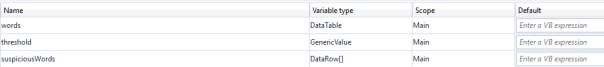 Name Variable type Scope Default
words DataTable Main Enter a VB expression
threshold GenericValue Main Enter a VB expression
suspiciousWords DataRow[] Main Enter a VB expression